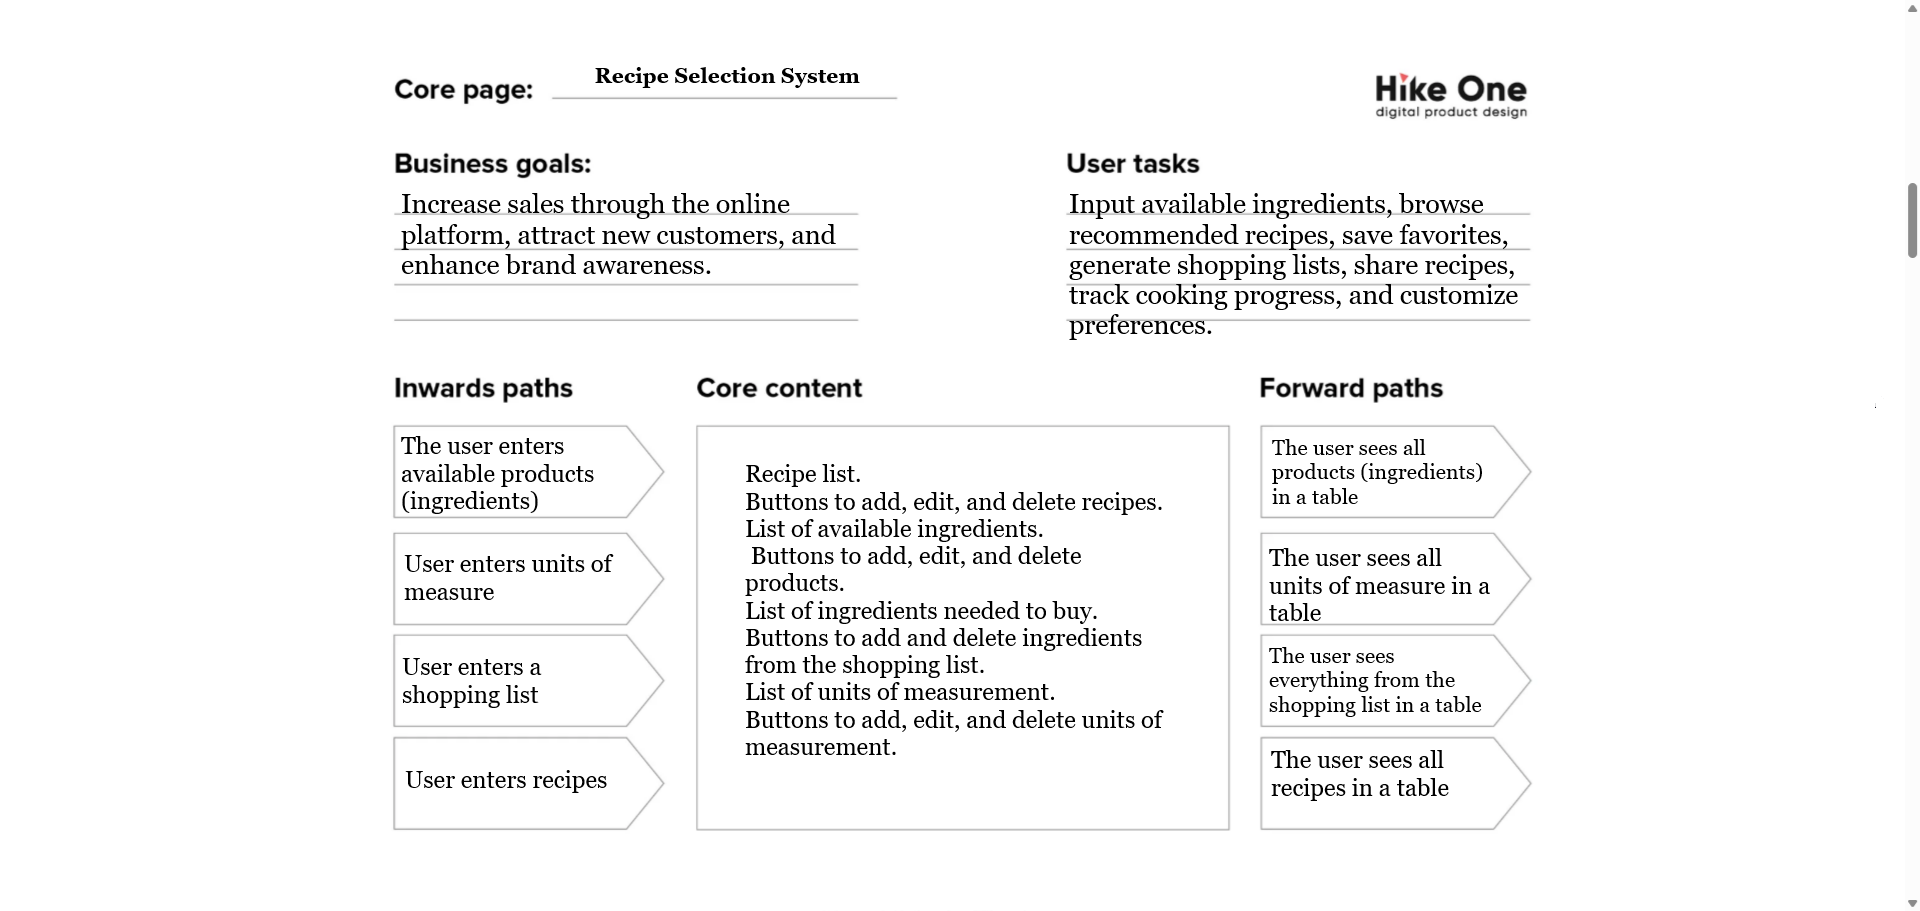 Core page:
Recipe Selection System
Hike One
digital product design
Business goals:
Increase sales through the online
platform, attract new customers, and
enhance brand awareness.
User tasks
Input available ingredients, browse
recommended recipes, save favorites,
generate shopping lists, share recipes,
track cooking progress, and customize
preferences.
Inwards paths
The user enters
available products
(ingredients)
User enters units of
measure
User enters a
shopping list
User enters recipes
Core content
Recipe list.
Buttons to add, edit, and delete recipes.
List of available ingredients.
Buttons to add, edit, and delete
products.
List of ingredients needed to buy.
Buttons to add and delete ingredients
from the shopping list.
List of units of measurement.
Buttons to add, edit, and delete units of
measurement.
Forward paths
The user sees all
products (ingredients)
in a table
The user sees all
units of measure in a
table
The user sees
everything from the
shopping list in a table
The user sees all
recipes in a table